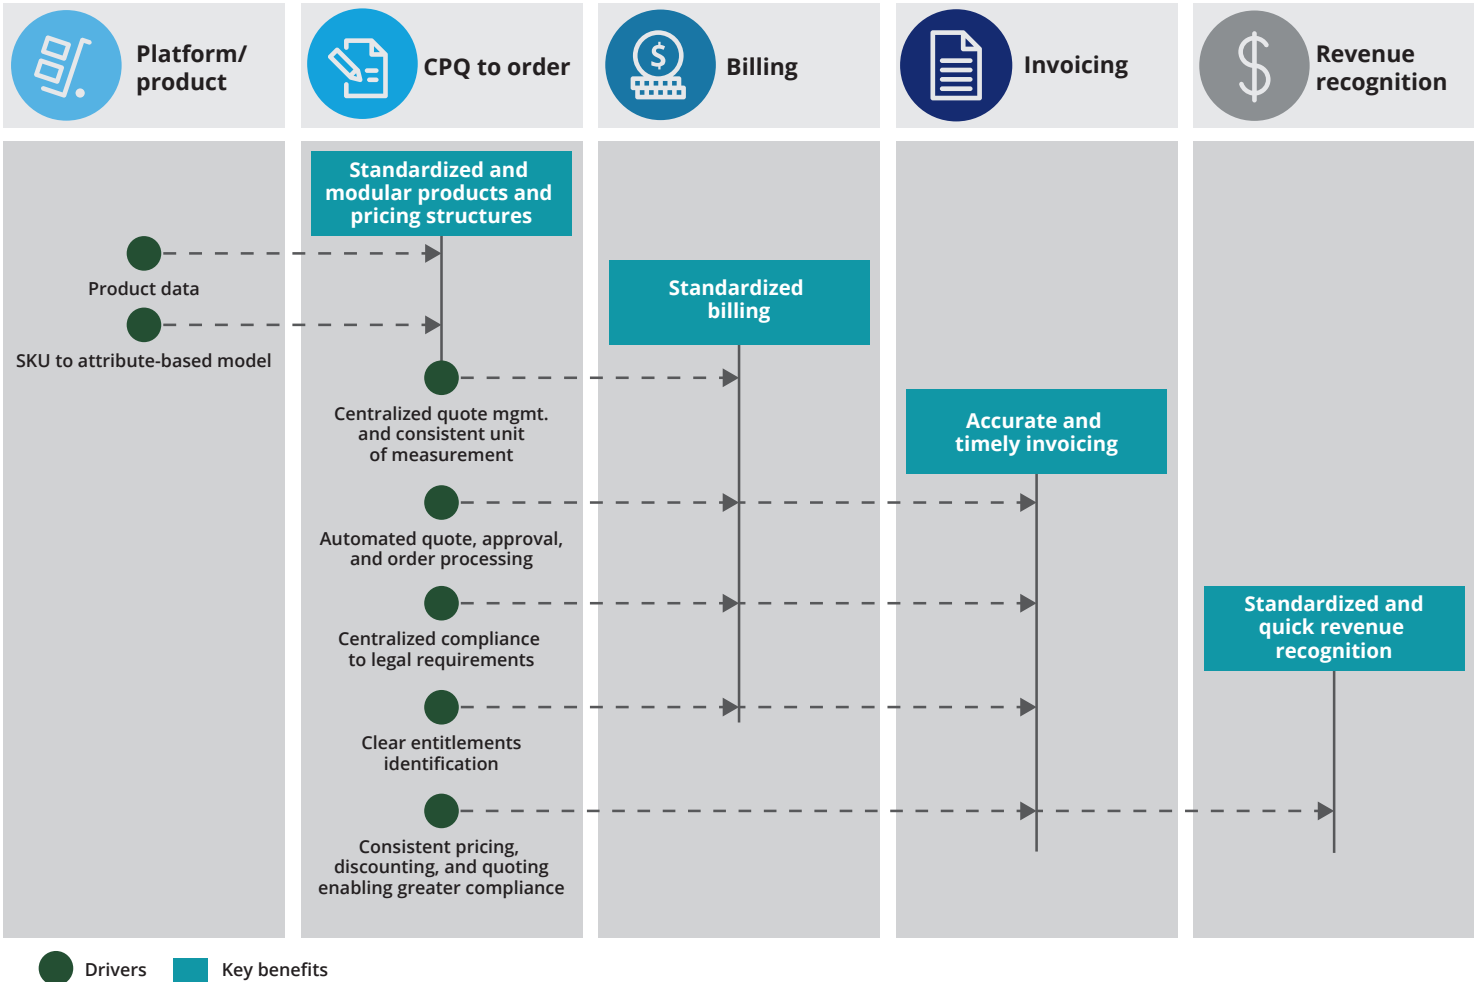 Platform/
product
CPQ to order
Billing
Invoicing
Revenue
recognition
Standardized and
modular products and
pricing structures
Product data
SKU to attribute-based model
Centralized quote mgmt.
and consistent unit
of measurement
Automated quote, approval,
and order processing
Centralized compliance
to legal requirements
Clear entitlements
identification
Consistent pricing,
discounting, and quoting
enabling greater compliance
Standardized
billing
Accurate and
timely invoicing
Standardized and
quick revenue
recognition
Drivers
Key benefits